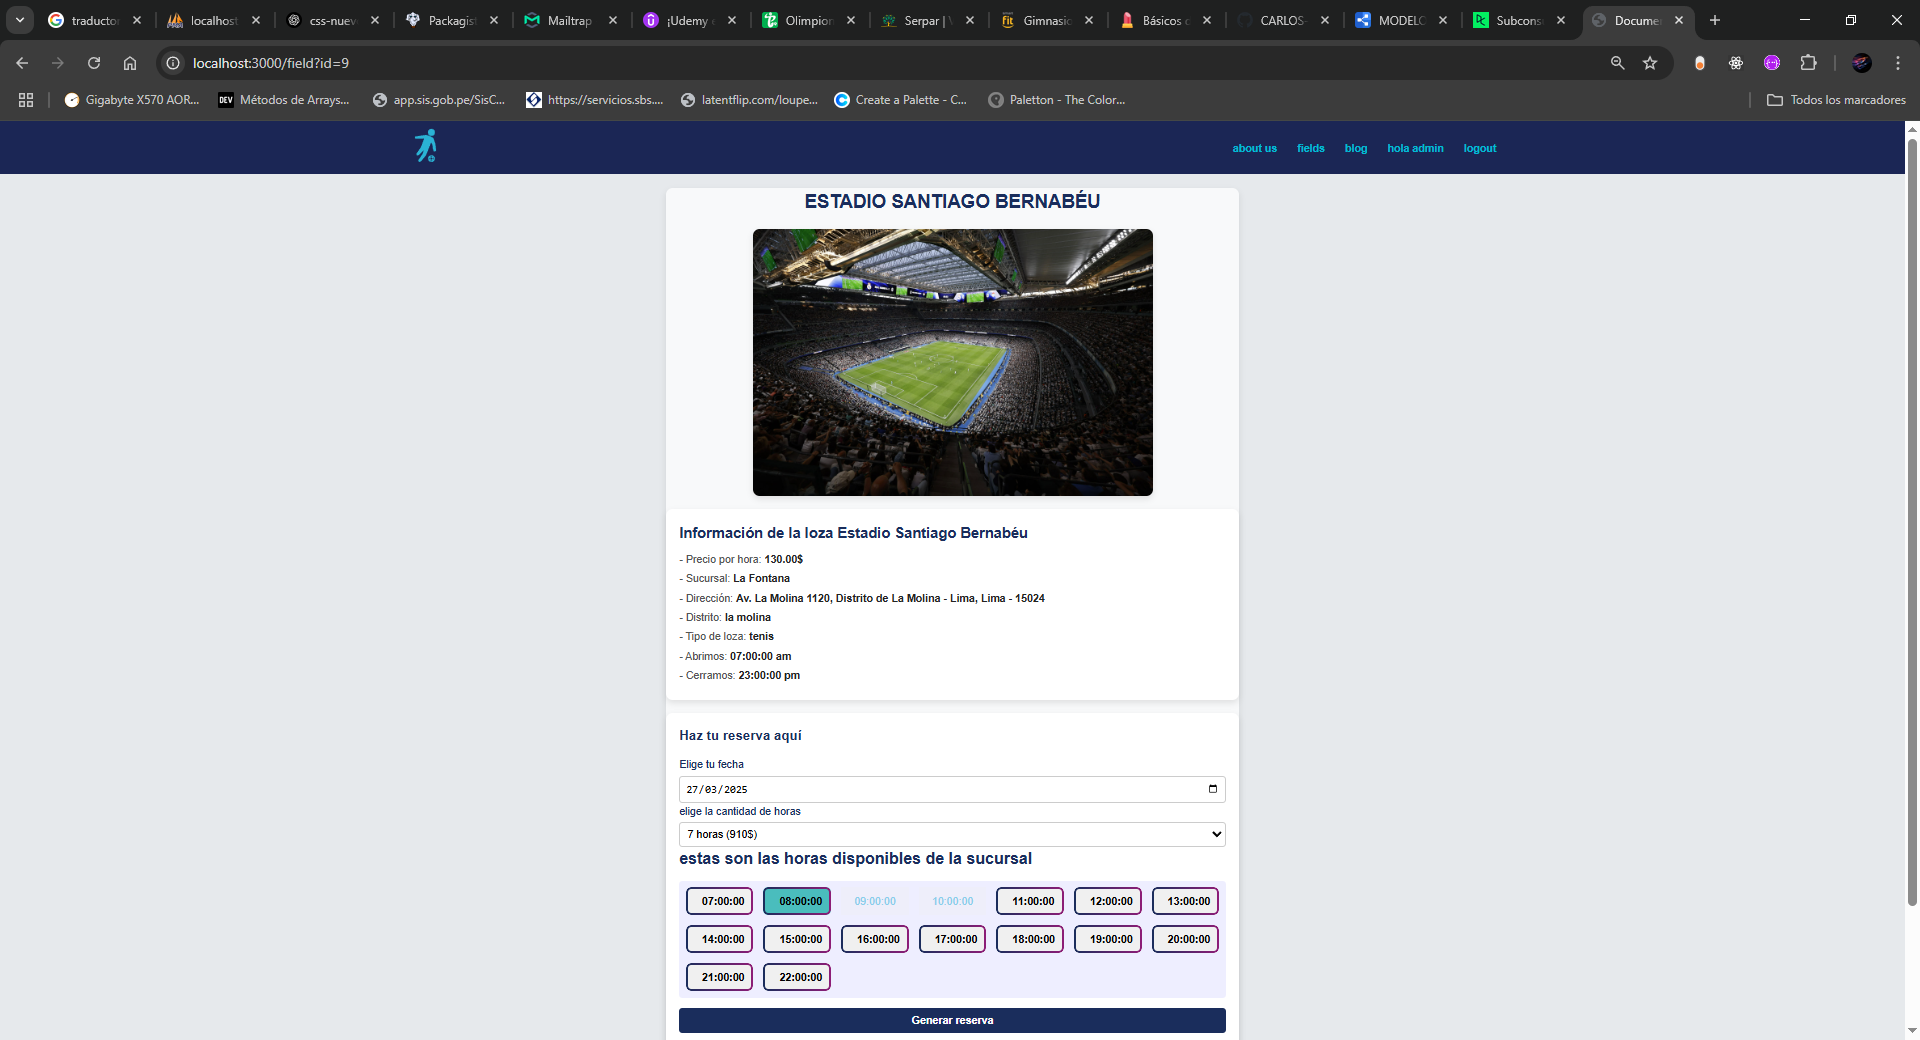 traductor
localhost
css-nuev
Packagis
Mailtrap
¡Udemy
Olimpion
Serpar | V
Gimnasio
Básicos
CARLOS-
MODELO
Subcons
Docume
localhost:3000/field?id=9
Gigabyte X570 AOR...
DEV
Métodos de Arrays...
app.sis.gob.pe/SisC...
https://servicios.sbs....
latentflip.com/loupe...
Create a Palette - C...
Paletton - The Color...
Todos los marcadores
about us
fields
blog
hola admin
logout
ESTADIO SANTIAGO BERNABÉU
Información de la loza Estadio Santiago Bernabéu
- Precio por hora: 130.00$
- Sucursal: La Fontana
- Dirección: Av. La Molina 1120, Distrito de La Molina - Lima, Lima - 15024
- Distrito: la molina
- Tipo de loza: tenis
- Abrimos: 07:00:00 am
- Cerramos: 23:00:00 pm
Haz tu reserva aquí
Elige tu fecha
27/03/2025
elige la cantidad de horas
7 horas (910$)
estas son las horas disponibles de la sucursal
07:00:00 08:00:00 09:00:00 10:00:00 11:00:00 12:00:00 13:00:00
14:00:00 15:00:00 16:00:00 17:00:00 18:00:00 19:00:00 20:00:00
21:00:00 22:00:00
Generar reserva